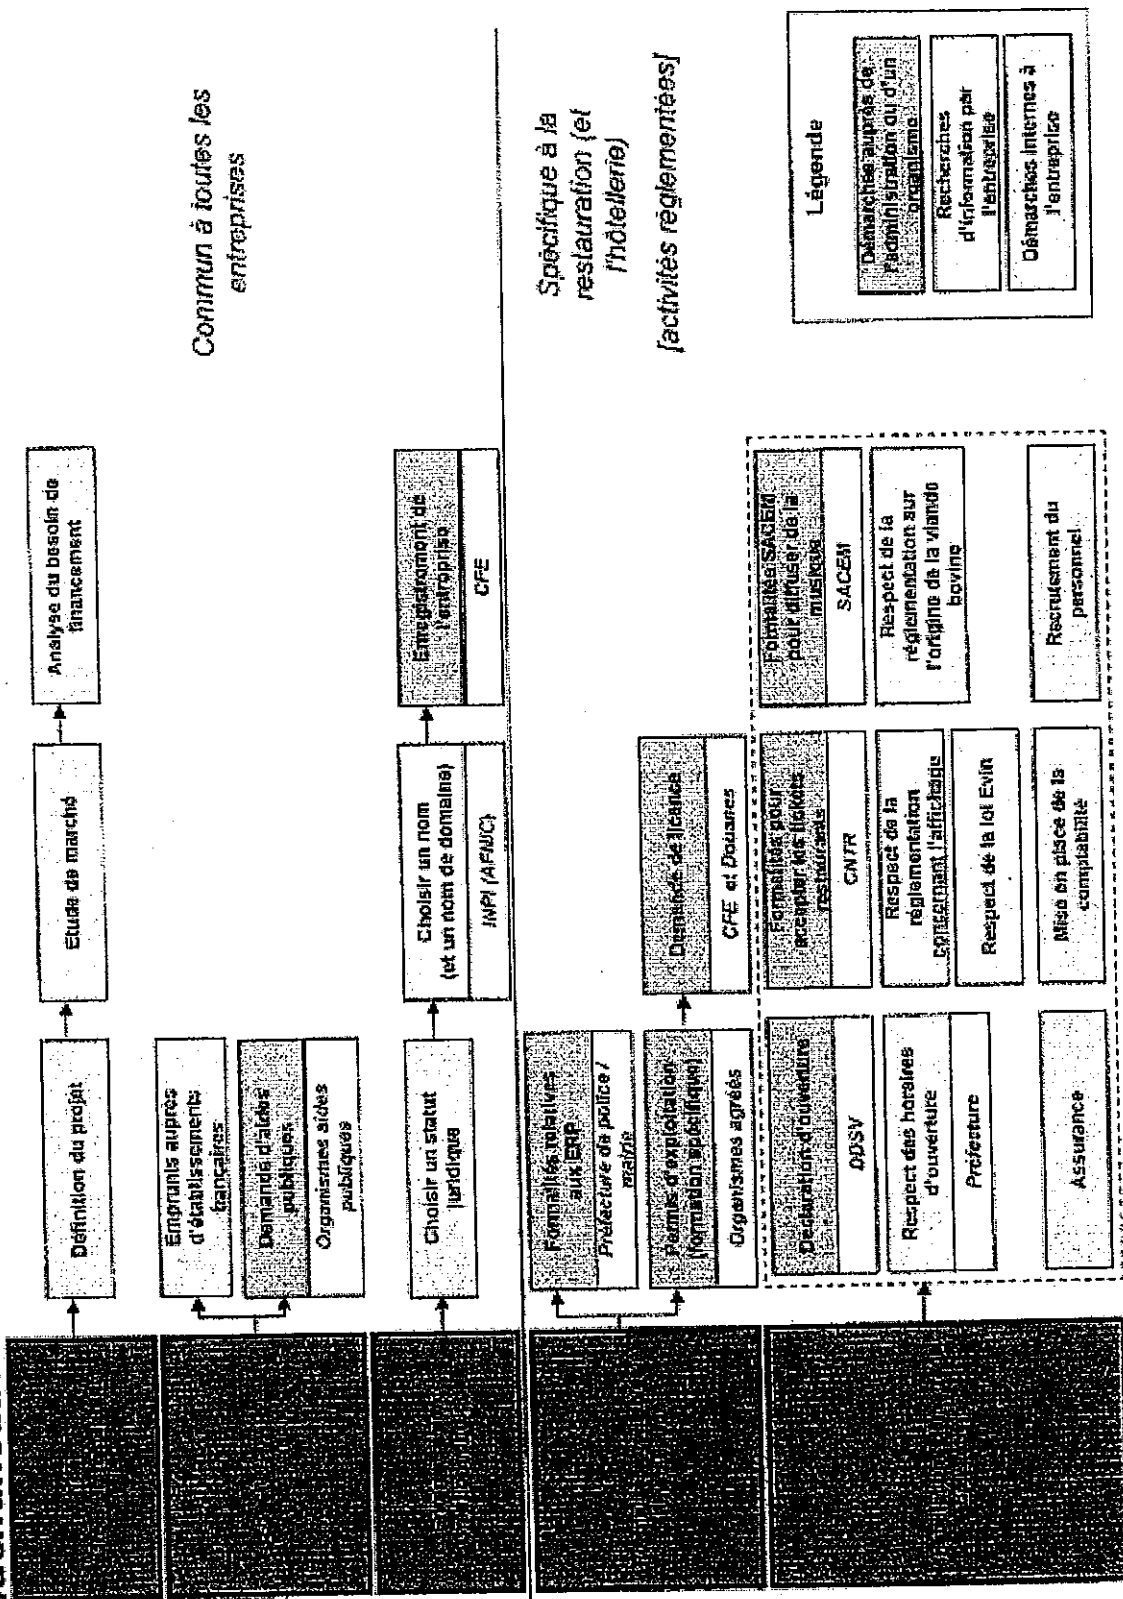 Définition du projet
Etude de marché
Analyse du besoin de
financement
Emprunts auprès
d'établissements
bancaires
Demande d'aides
publiques
Organismes aides
publiques
Choisir un statut
juridique
Choisir un nom
(et un nom de domaine)
INPI (AFNIC)
Enregistrement de
l'entreprise
CFE
Commun à toutes les
entreprises
Formalités relatives
aux ERP
Préfecture de police /
mairie
Permis d'exploitation
(formation spécifique)
Organismes agréés
Demande de licence
CFE et Douanes
Spécifique à la
restauration (et
l'hôtellerie)
[activités réglementées]
Déclaration d'ouverture
DDSV
Formalités pour
accepter les tickets
restaurants
CNTR
Formalités SACEM
pour diffuser de la
musique
SACEM
Respect des horaires
d'ouverture
Préfecture
Respect de la
réglementation
concernant l'affichage
Respect de la loi Evin
Respect de la
réglementation sur
l'origine de la viande
bovine
Assurance
Mise en place de la
comptabilité
Recrutement du
personnel
Légende
Démarches auprès de
l'administration ou d'un
organisme
Recherches
d'information par
l'entreprise
Démarches internes à
l'entreprise